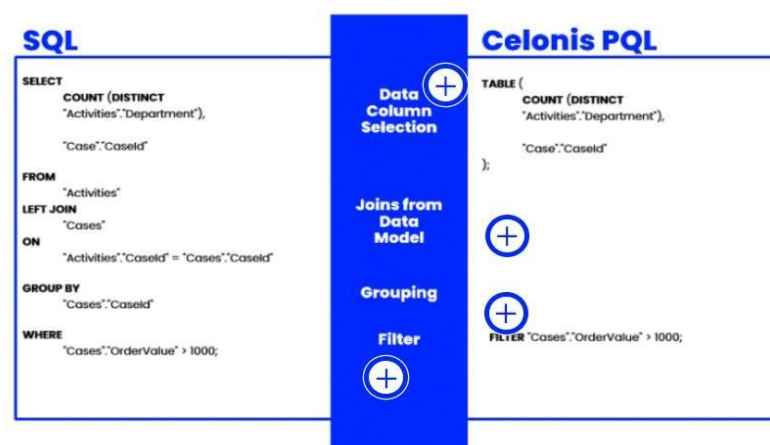 SQL
SELECT
COUNT (DISTINCT
"Activities"."Department"),
"Case"."CaseId"
FROM
"Activities"
LEFT JOIN
"Cases"
ON
"Activities"."CaseId" = "Cases"."CaseId"
GROUP BY
"Cases"."CaseId"
WHERE
"Cases"."OrderValue" > 1000;
Data
Column
Selection
Joins from
Data
Model
Grouping
Filter
Celonis PQL
TABLE (
COUNT (DISTINCT
"Activities"."Department"),
"Case"."CaseId"
);
FILTER "Cases"."OrderValue" > 1000;